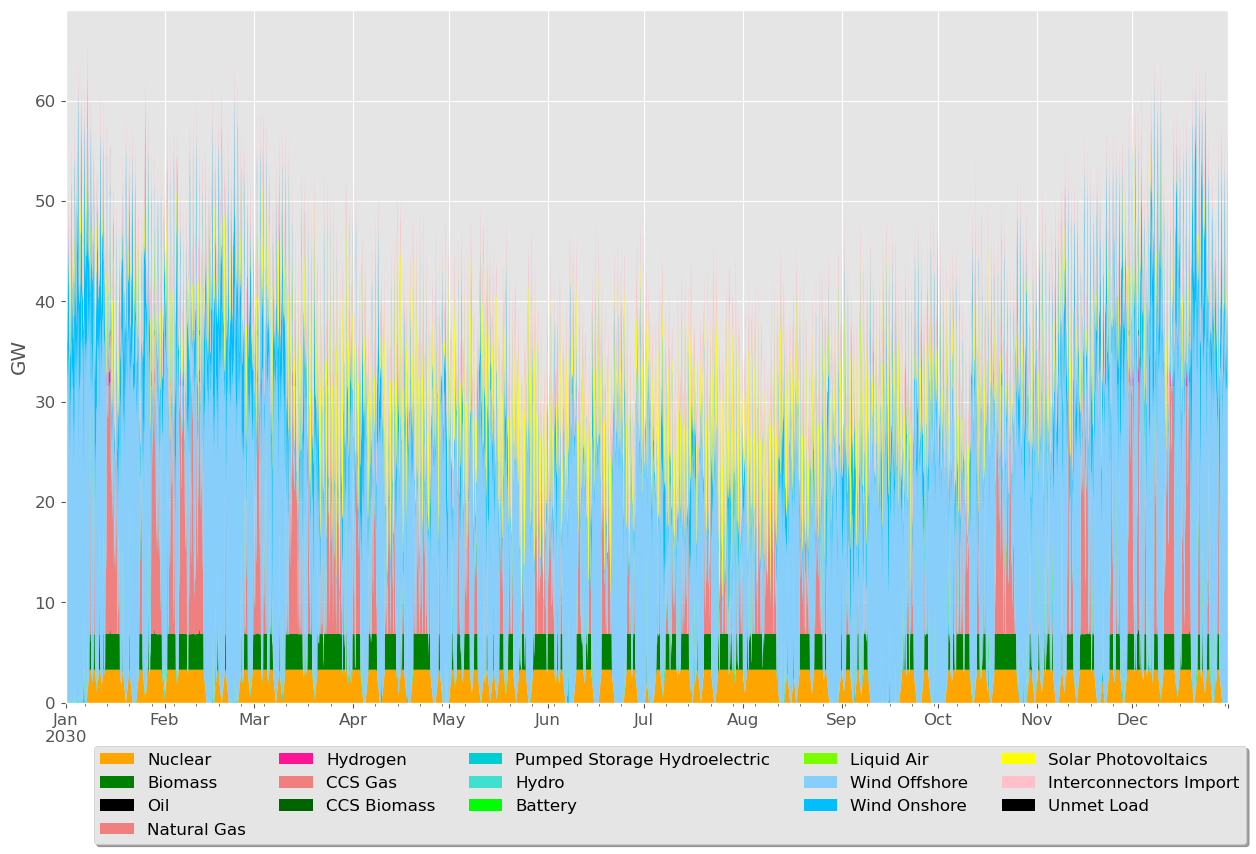 60
50
40
30
20
10
0
GW
Jan Feb Mar Apr May Jun Jul Aug Sep Oct Nov Dec
2030
Nuclear Hydrogen Pumped Storage Hydroelectric Liquid Air Solar Photovoltaics
Biomass CCS Gas Hydro Wind Offshore Interconnectors Import
Oil CCS Biomass Battery Wind Onshore Unmet Load
Natural Gas